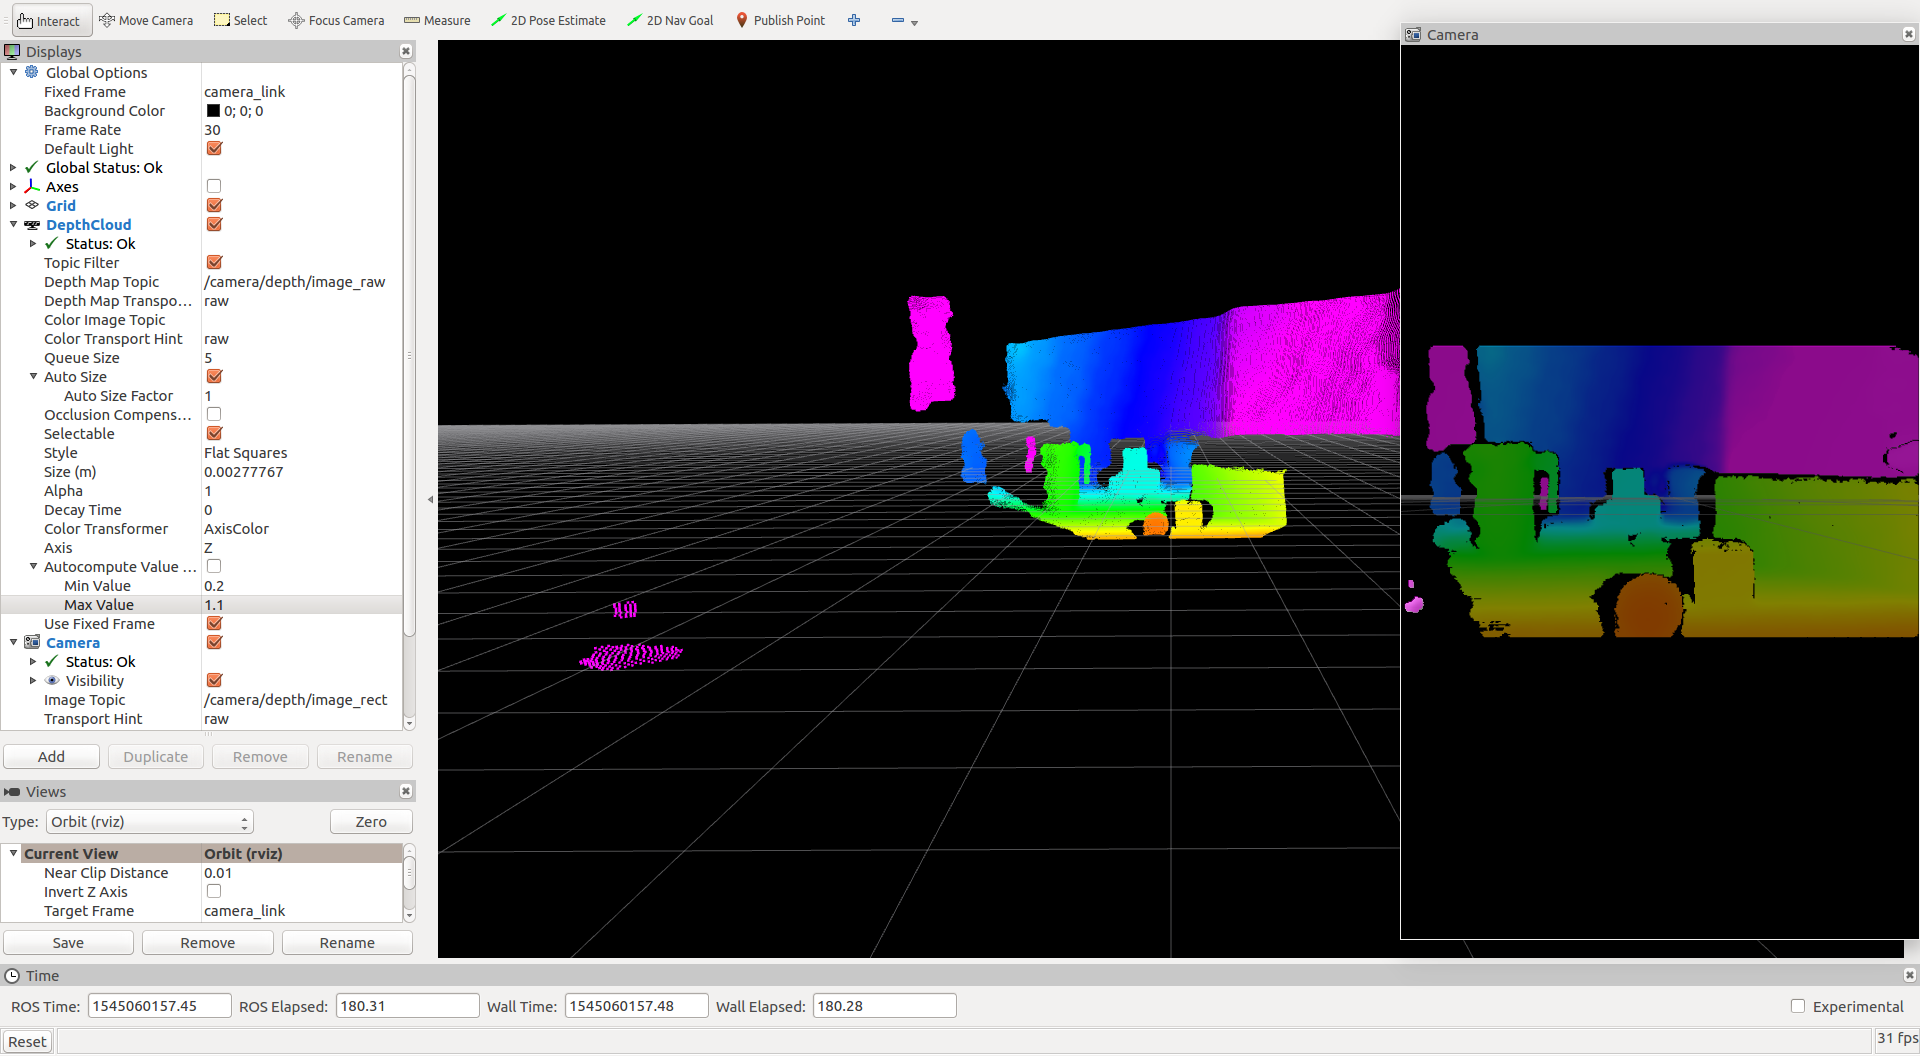 Interact Move Camera Select Focus Camera Measure 2D Pose Estimate 2D Nav Goal Publish Point
Displays
Global Options
Fixed Frame camera_link
Background Color 0; 0; 0
Frame Rate 30
Default Light
Global Status: Ok
Axes
Grid
DepthCloud
Status: Ok
Topic Filter
Depth Map Topic /camera/depth/image_raw
Depth Map Transpo... raw
Color Image Topic
Color Transport Hint raw
Queue Size 5
Auto Size
Auto Size Factor 1
Occlusion Compens...
Selectable
Style Flat Squares
Size (m) 0.00277767
Alpha 1
Decay Time 0
Color Transformer AxisColor
Axis Z
Autocompute Value ...
Min Value 0.2
Max Value 1.1
Use Fixed Frame
Camera
Status: Ok
Visibility
Image Topic /camera/depth/image_rect
Transport Hint raw
Add Duplicate Remove Rename
Views
Type: Orbit (rviz) Zero
Current View Orbit (rviz)
Near Clip Distance 0.01
Invert Z Axis
Target Frame camera_link
Save Remove Rename
Camera
Time
ROS Time: 1545060157.45 ROS Elapsed: 180.31 Wall Time: 1545060157.48 Wall Elapsed: 180.28 Experimental
Reset 31 fps